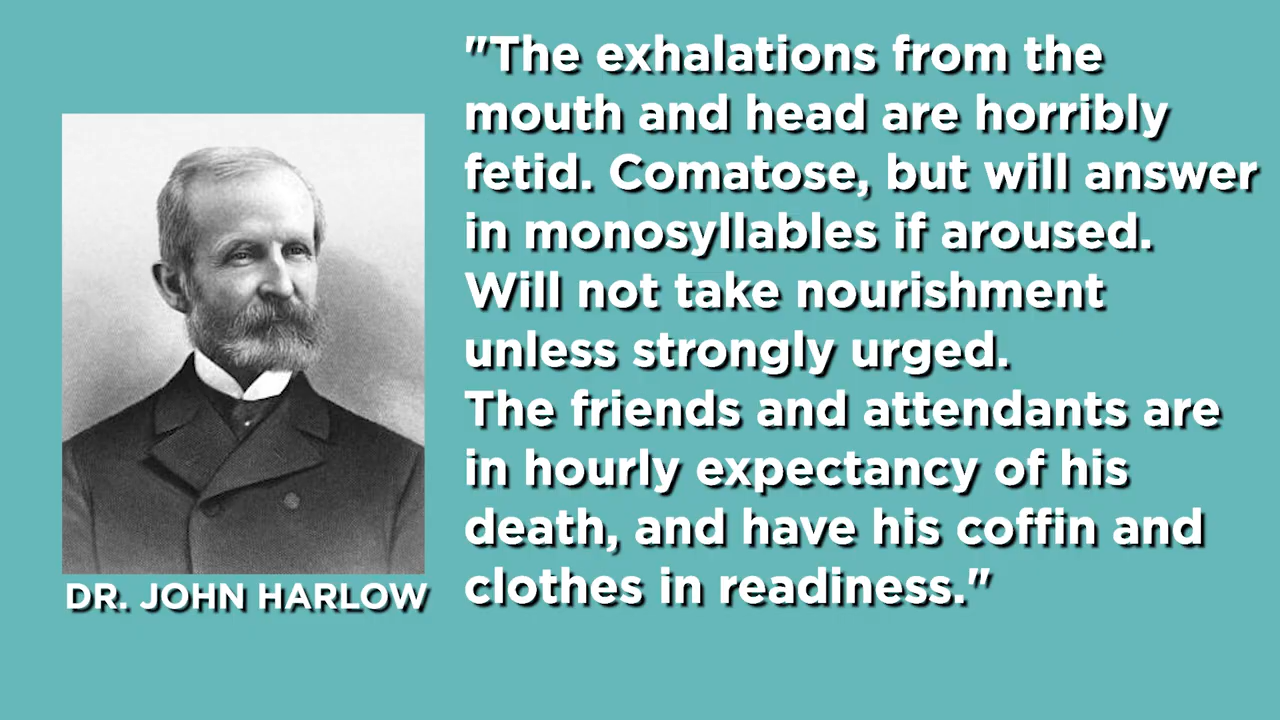 "The exhalations from the
mouth and head are horribly
fetid. Comatose, but will answer
in monosyllables if aroused.
Will not take nourishment
unless strongly urged.
The friends and attendants are
in hourly expectancy of his
death, and have his coffin and
clothes in readiness."
DR. JOHN HARLOW